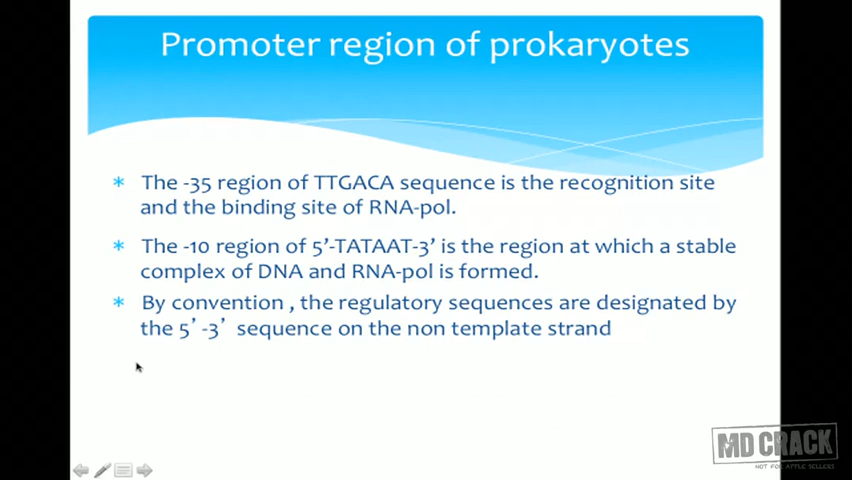 Promoter region of prokaryotes
* The -35 region of TTGACA sequence is the recognition site
and the binding site of RNA-pol.
* The -10 region of 5’-TATAAT-3’ is the region at which a stable
complex of DNA and RNA-pol is formed.
* By convention , the regulatory sequences are designated by
the 5’ -3’ sequence on the non template strand
MD CRACK
NOT FOR APPLE SELLERS